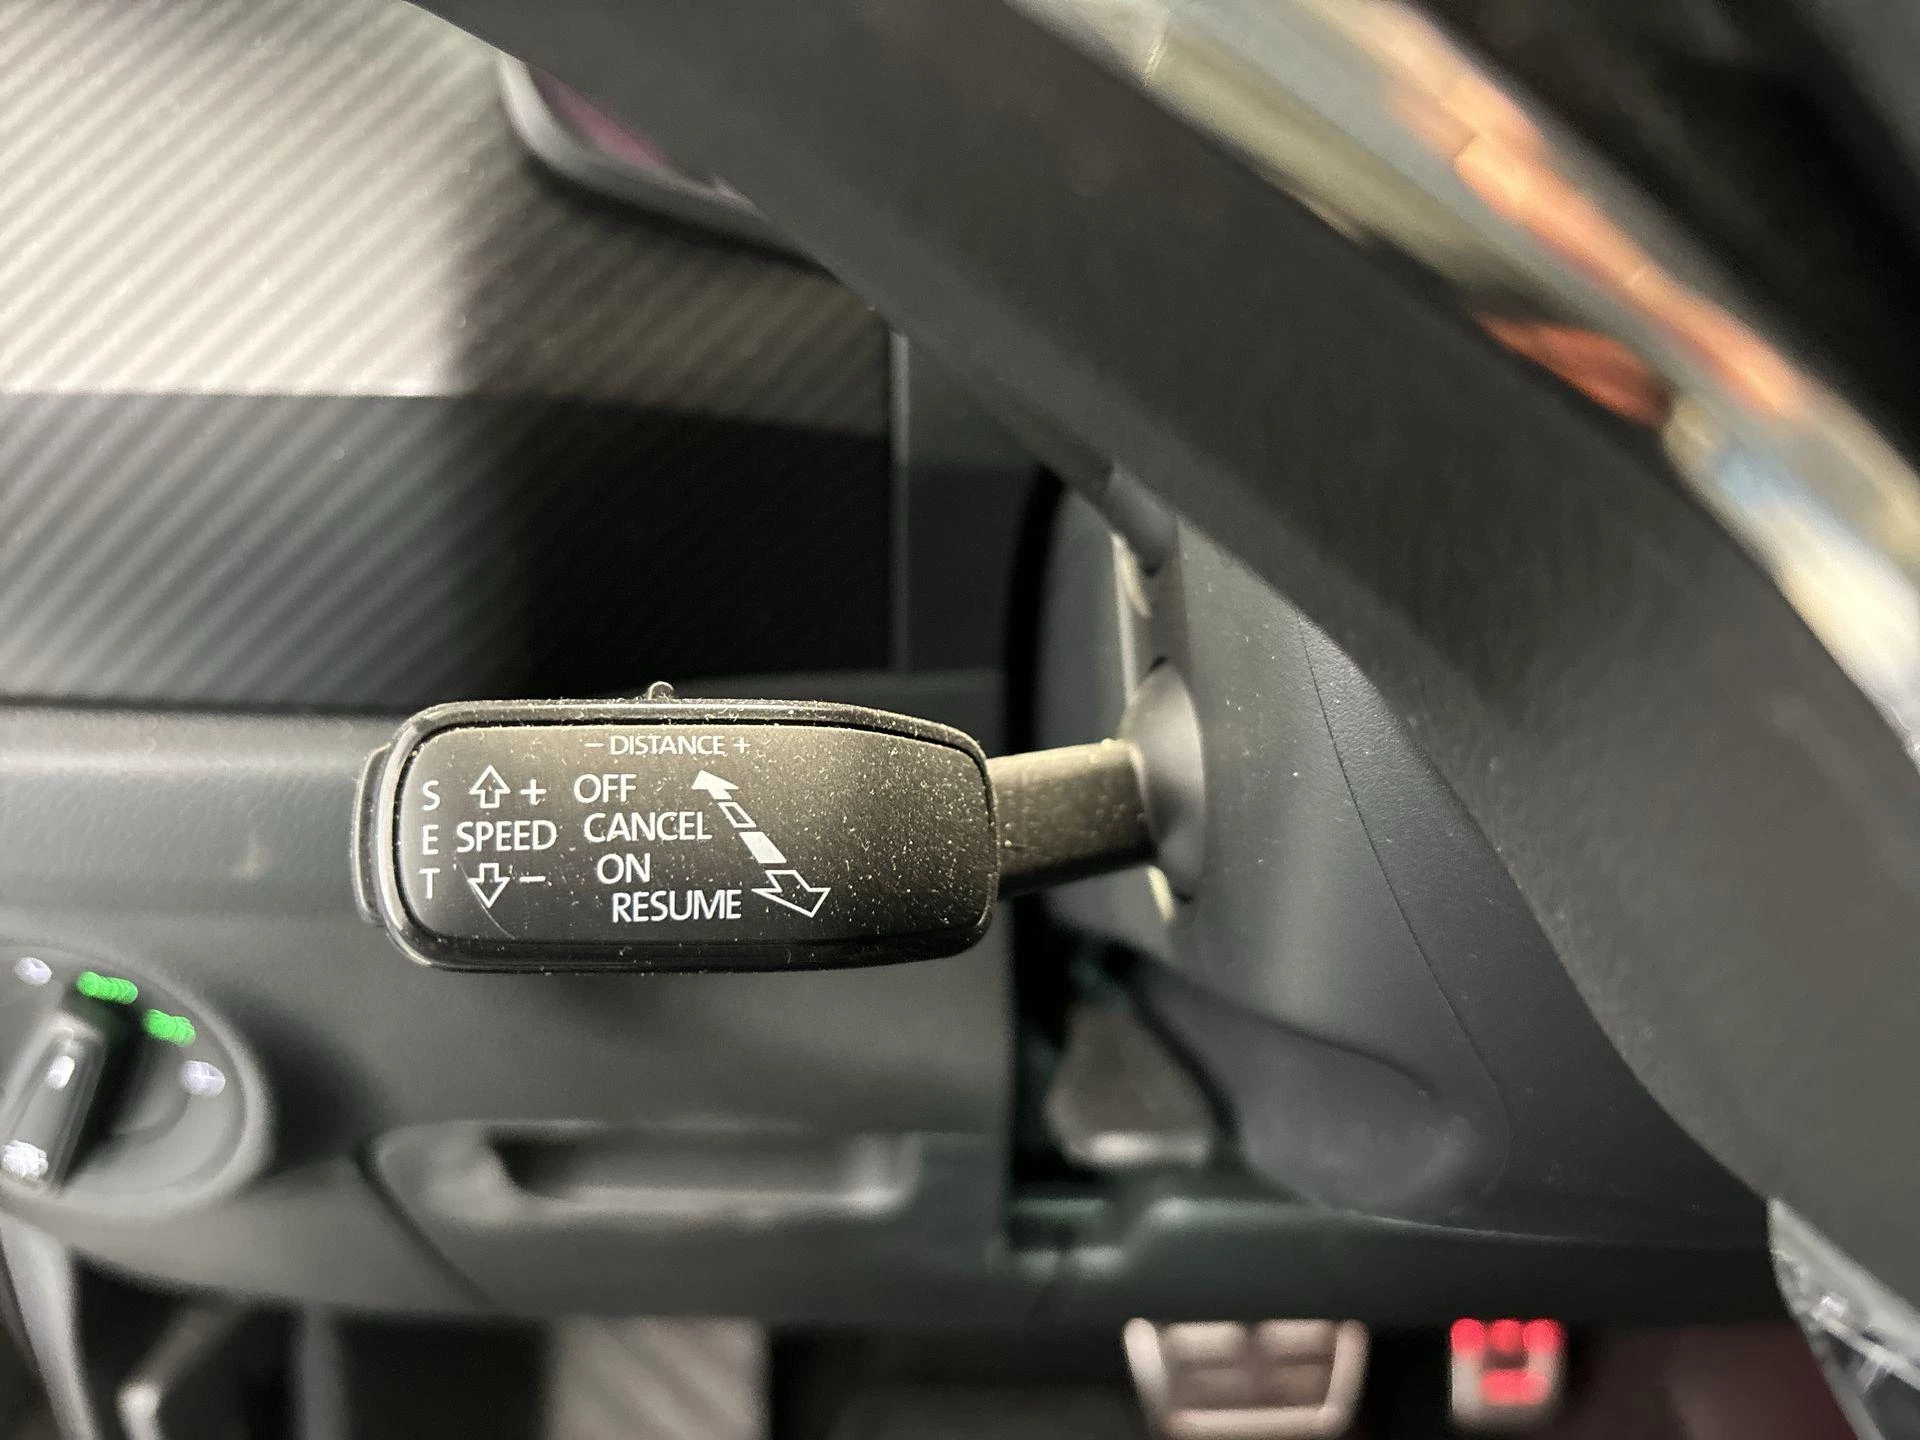 – DISTANCE +
S + OFF
E SPEED CANCEL
T – ON
RESUME